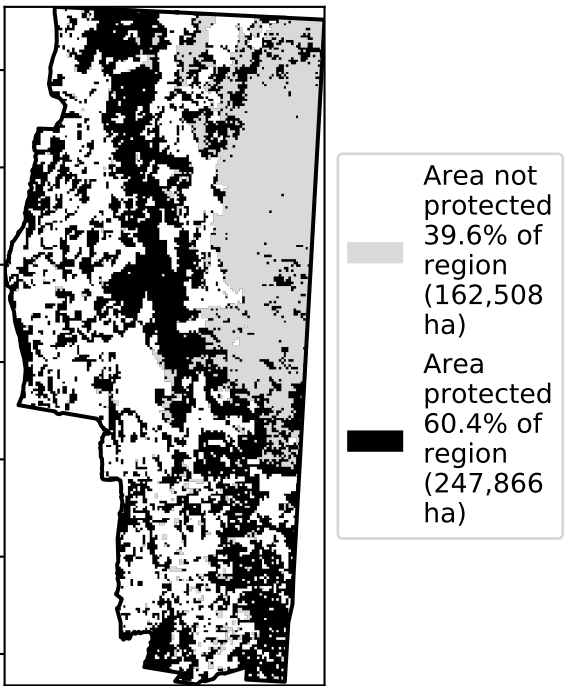 Area not
protected
39.6% of
region
(162,508
ha)
Area
protected
60.4% of
region
(247,866
ha)